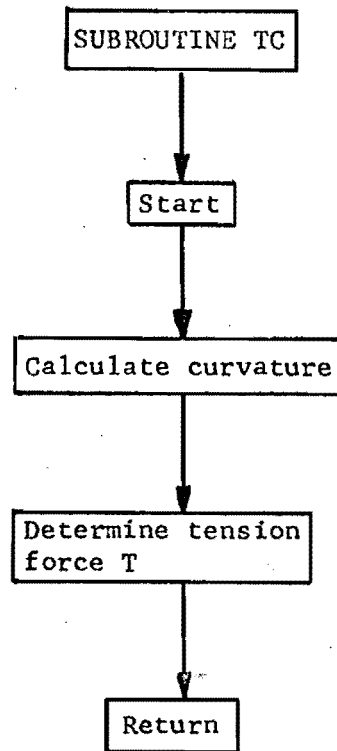 SUBROUTINE TC
Start
Calculate curvature
Determine tension
force T
Return